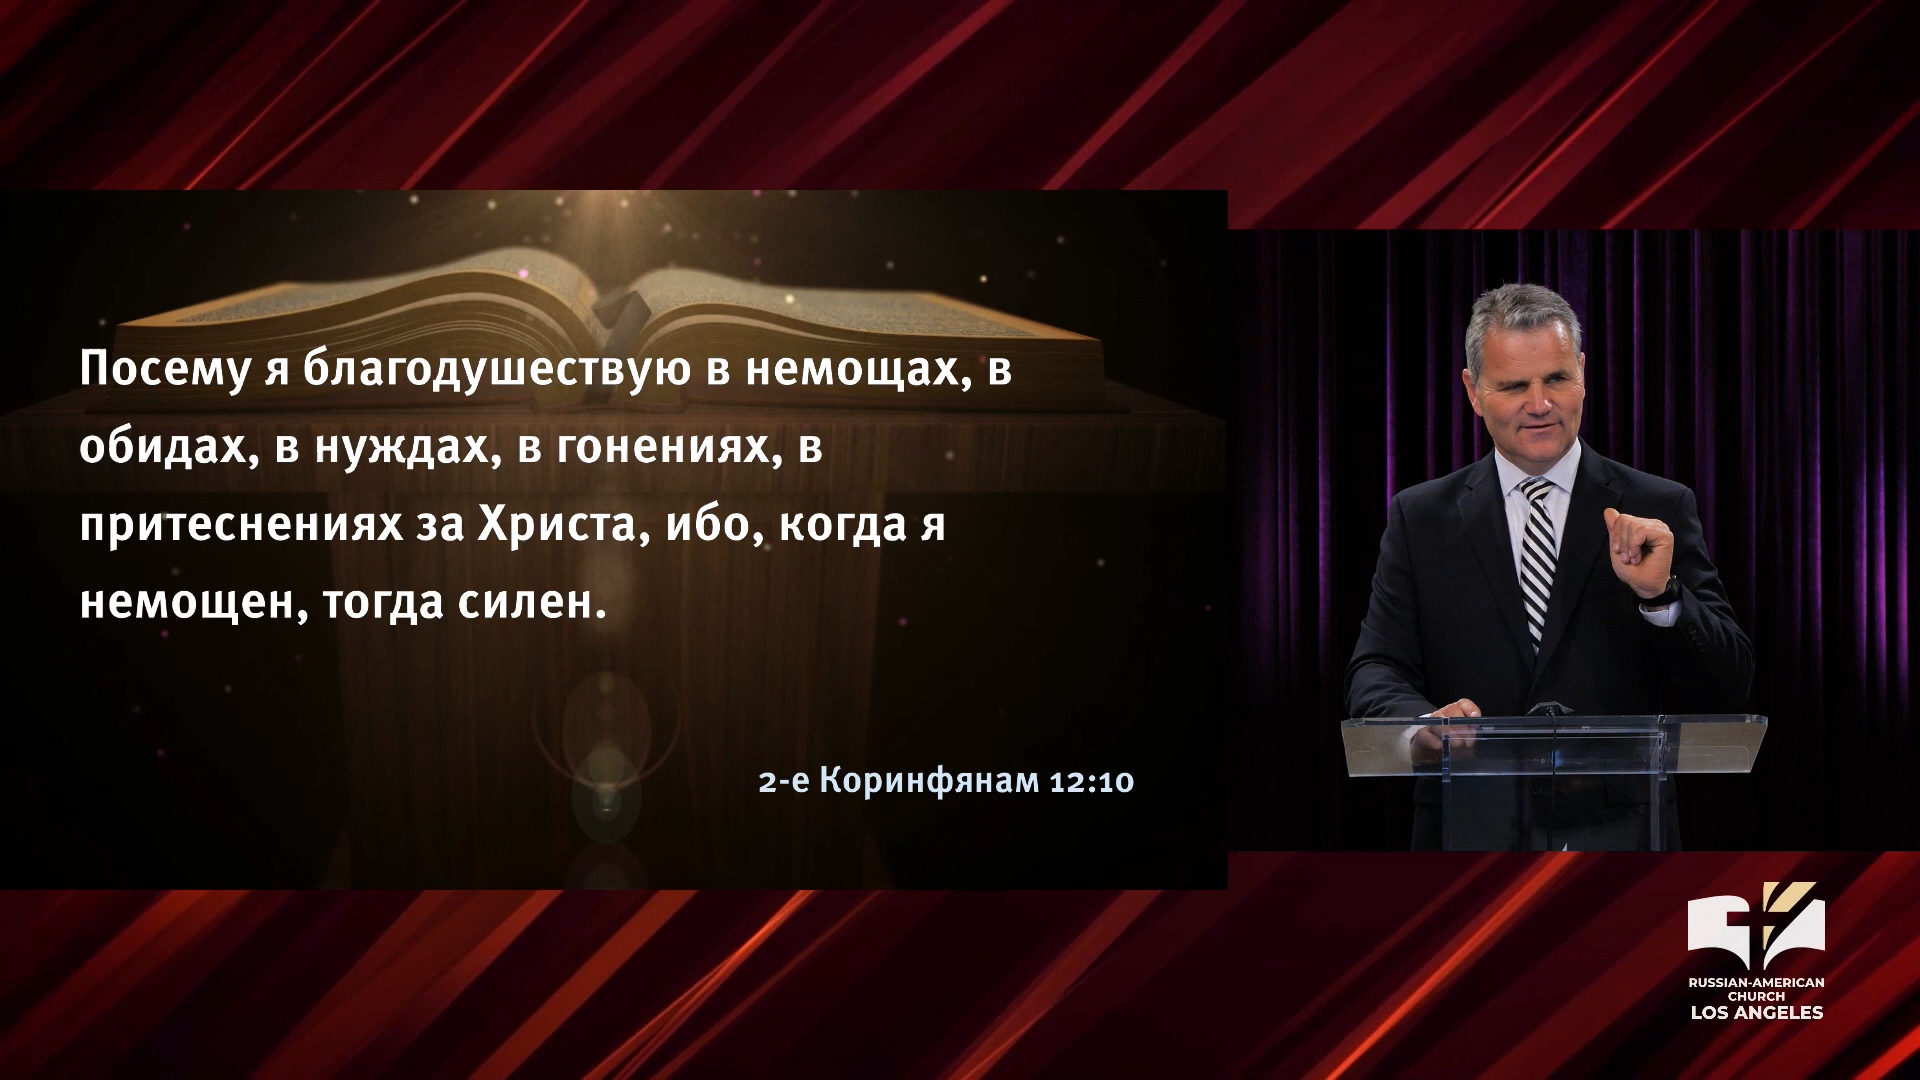 Посему я благодушествую в немощах, в
обидах, в нуждах, в гонениях, в
притеснениях за Христа, ибо, когда я
немощен, тогда силен.
2-е Коринфянам 12:10
RUSSIAN-AMERICAN
CHURCH
LOS ANGELES